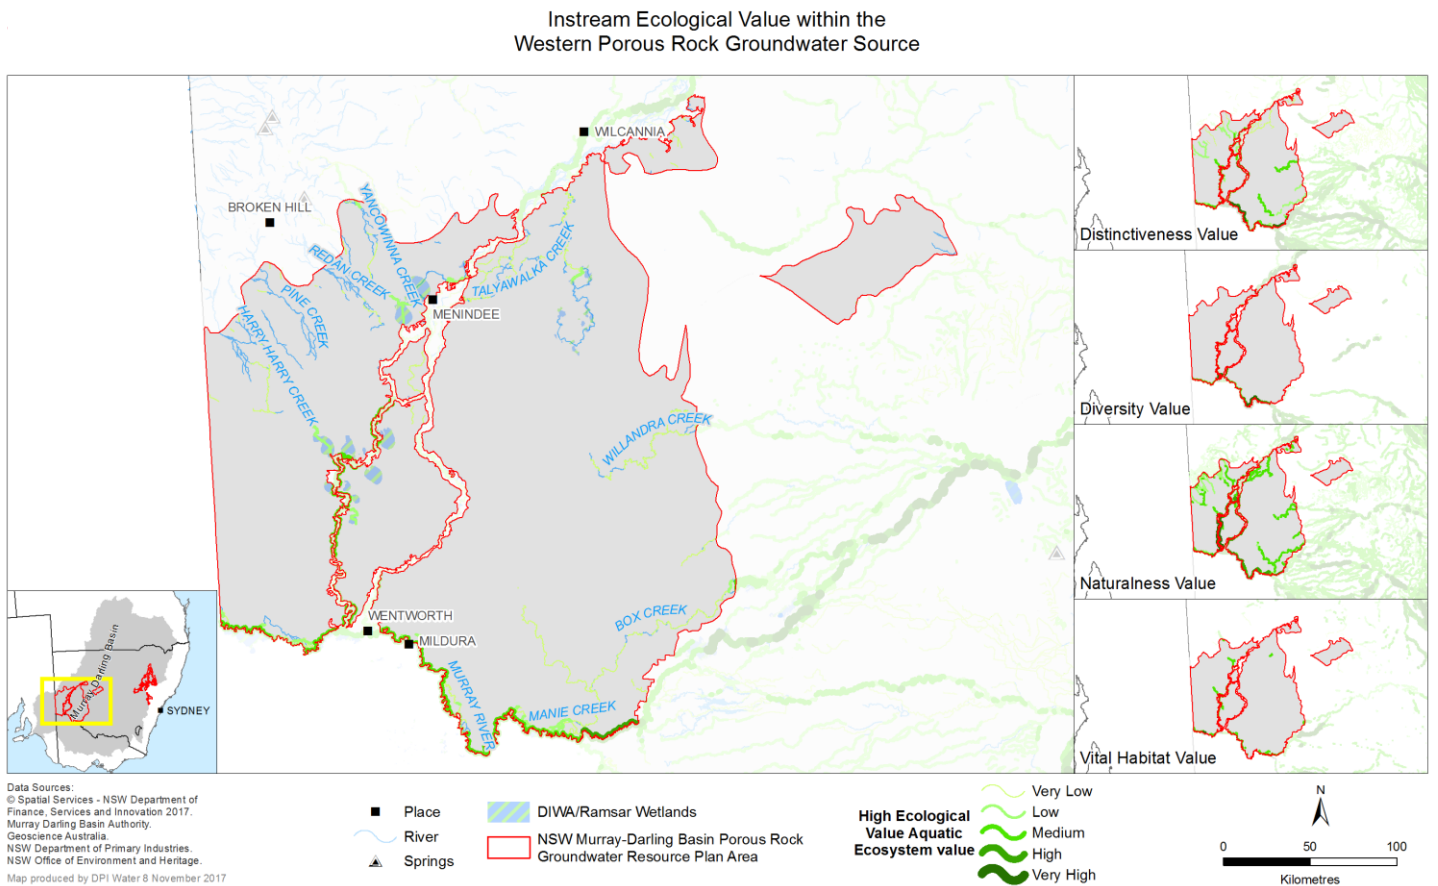 Instream Ecological Value within the
Western Porous Rock Groundwater Source
WILCANNIA
BROKEN HILL
YANCOWINNA CREEK
REDAN CREEK
TALYAWALKA CREEK
PINE CREEK
MENINDEE
HARRY HARRY CREEK
WILLANDRA CREEK
BOX CREEK
WENTWORTH
MILDURA
MURRAY RIVER
MANIE CREEK
Murray Darling Basin
SYDNEY
Distinctiveness Value
Diversity Value
Naturalness Value
Vital Habitat Value
Data Sources:
© Spatial Services - NSW Department of
Finance, Services and Innovation 2017.
Murray Darling Basin Authority.
Geoscience Australia.
NSW Department of Primary Industries.
NSW Office of Environment and Heritage.
Map produced by DPI Water 8 November 2017
Place
River
Springs
DIWA/Ramsar Wetlands
NSW Murray-Darling Basin Porous Rock
Groundwater Resource Plan Area
High Ecological
Value Aquatic
Ecosystem value
Very Low
Low
Medium
High
Very High
N
0 50 100
Kilometres